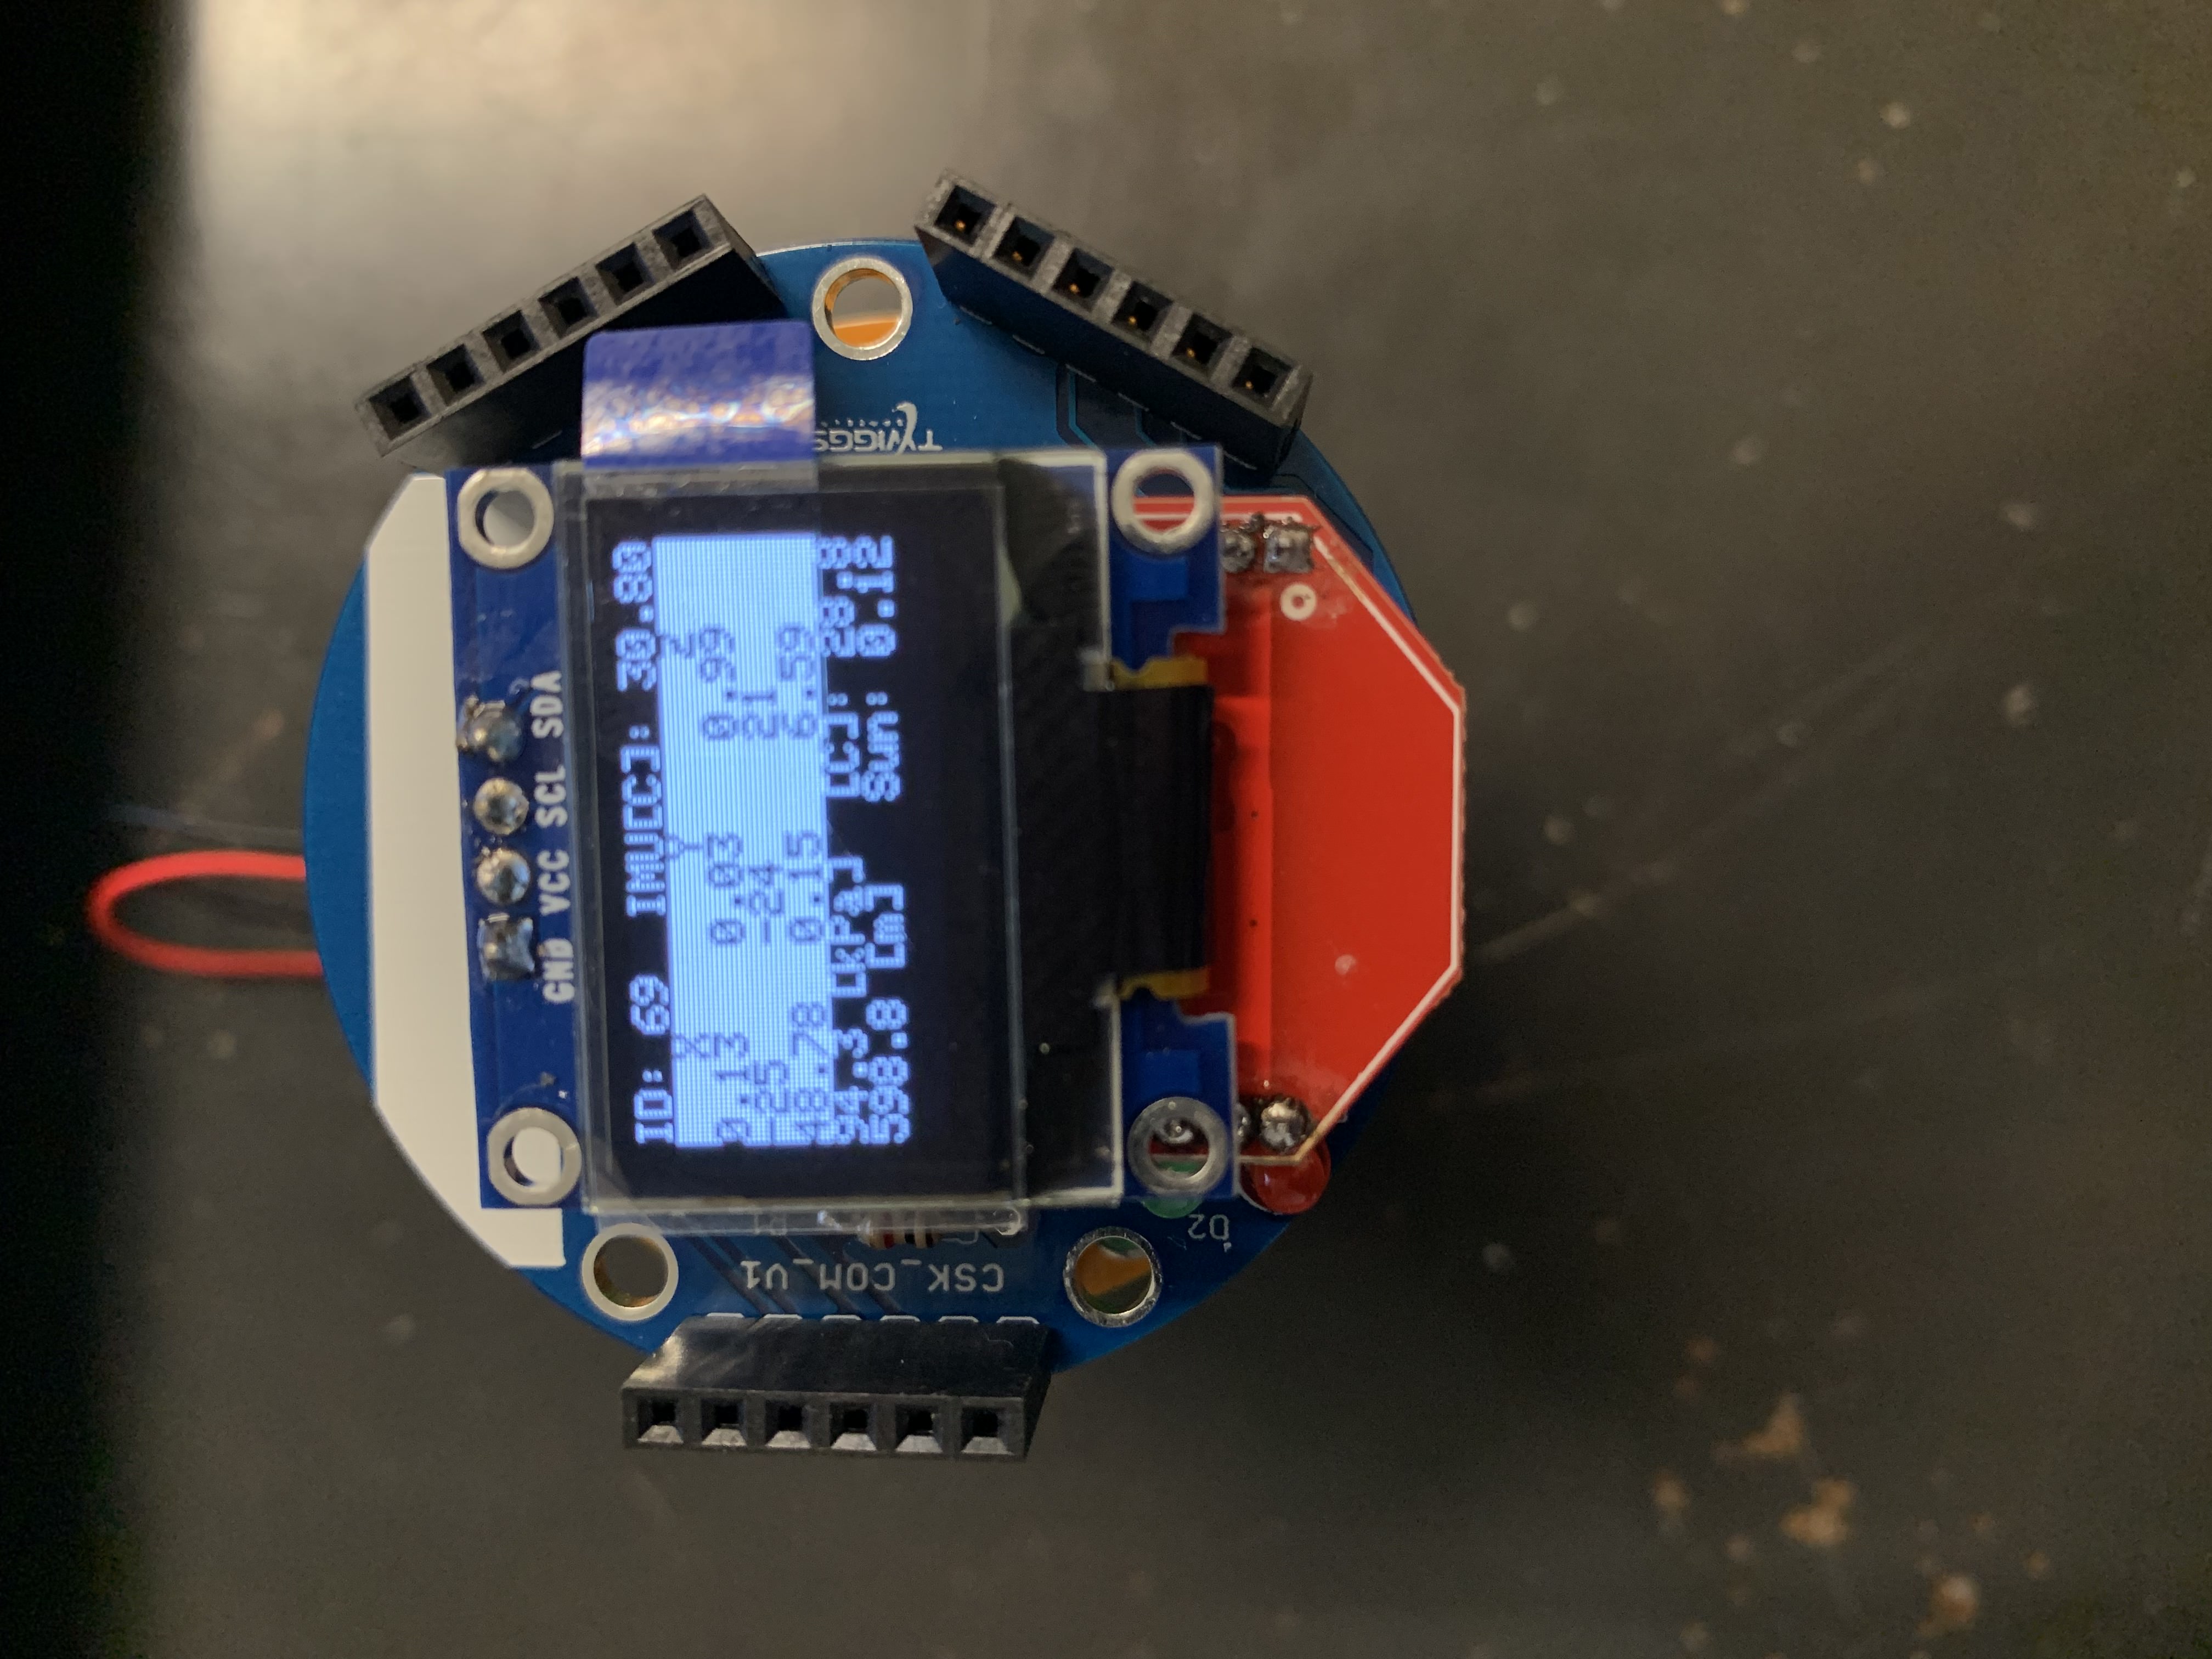 GND VCC SCL SDA
ID: 69 IMU[C]: 30.80
X Y Z
0.13 0.03 0.99
-25 -24 21
48.78 0.15 6.59
94.3 [kPa] [C]: 28.8
598.8 [m] Sun: 0.12
CSK_COM_V1
D2
TWIGGS